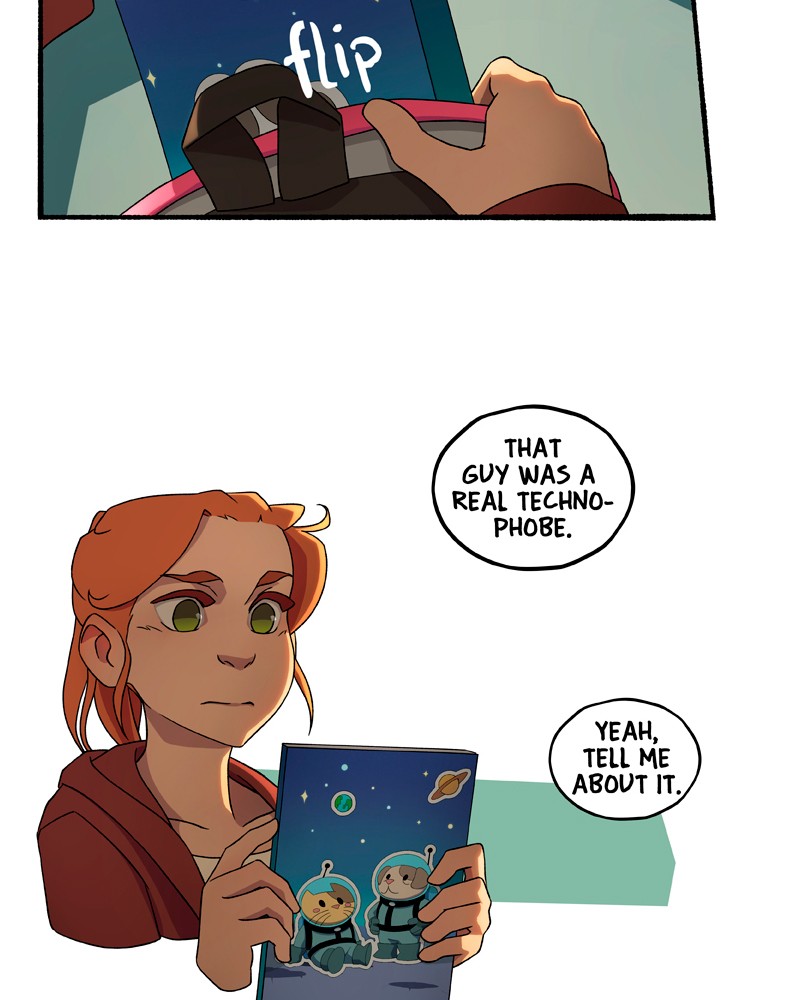 flip
THAT
GUY WAS A
REAL TECHNO-
PHOBE.
YEAH,
TELL ME
ABOUT IT.